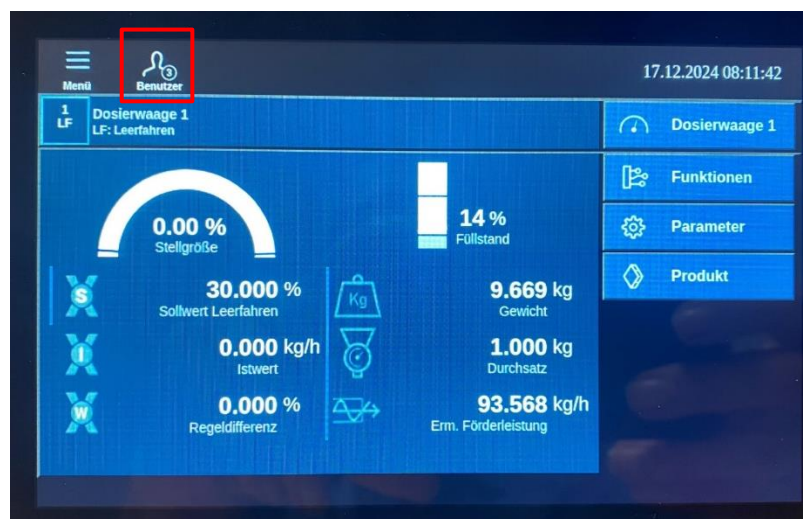 Menü
3
Benutzer
17.12.2024 08:11:42
1
LF
Dosierwaage 1
LF: Leerfahren
Dosierwaage 1
Funktionen
Parameter
Produkt
0.00 %
Stellgröße
14 %
Füllstand
S
30.000 %
Sollwert Leerfahren
Kg
9.669 kg
Gewicht
I
0.000 kg/h
Istwert
1.000 kg
Durchsatz
W
0.000 %
Regeldifferenz
93.568 kg/h
Erm. Förderleistung